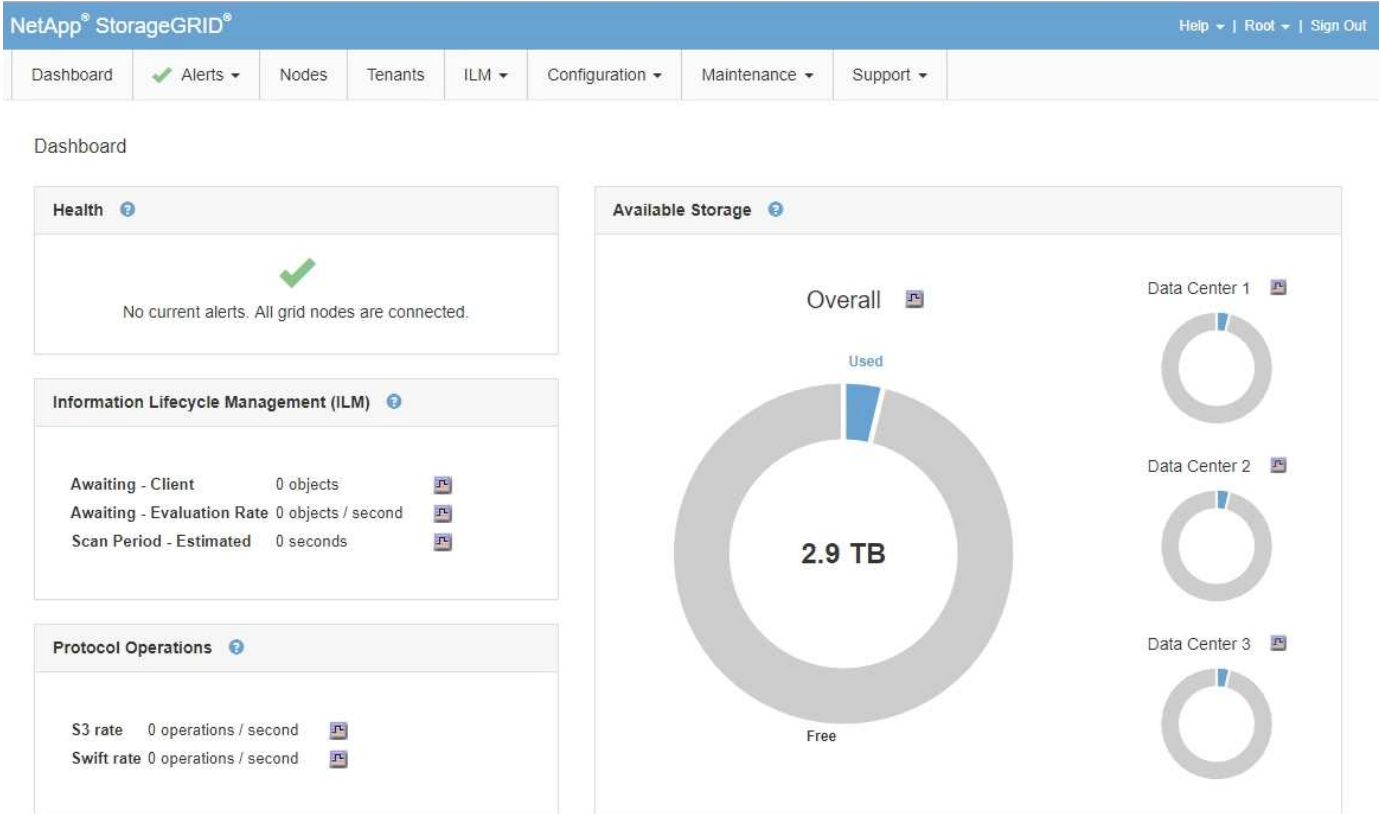 NetApp® StorageGRID®
Help | Root | Sign Out
Dashboard Alerts Nodes Tenants ILM Configuration Maintenance Support
Dashboard
Health ?
No current alerts. All grid nodes are connected.
Information Lifecycle Management (ILM) ?
Awaiting - Client 0 objects
Awaiting - Evaluation Rate 0 objects / second
Scan Period - Estimated 0 seconds
Protocol Operations ?
S3 rate 0 operations / second
Swift rate 0 operations / second
Available Storage ?
Overall
Used
2.9 TB
Free
Data Center 1
Data Center 2
Data Center 3